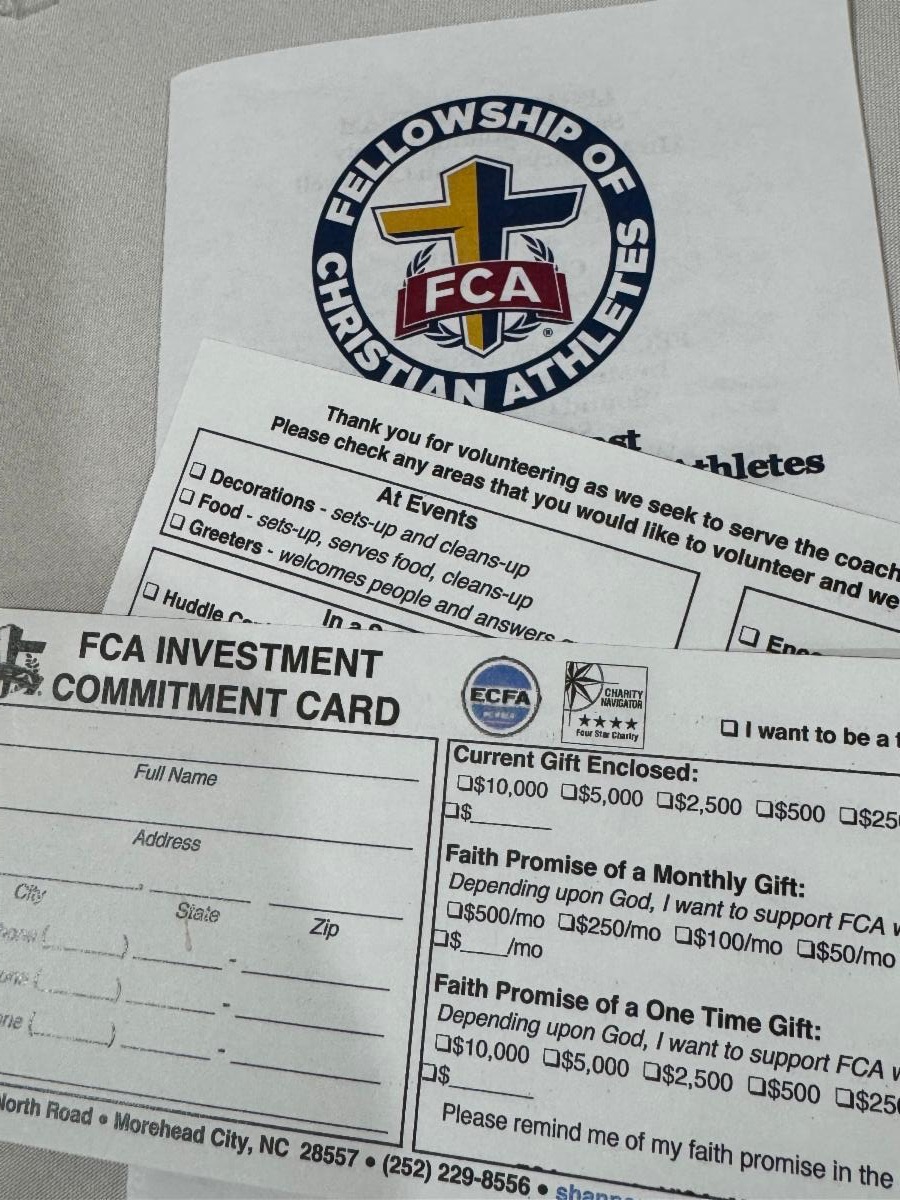 FELLOWSHIP OF
CHRISTIAN ATHLETES
FCA
®
Athletes
Thank you for volunteering as we seek to serve the coach
Please check any areas that you would like to volunteer and we
At Events
❏ Decorations - sets-up and cleans-up
❏ Food - sets-up, serves food, cleans-up
❏ Greeters - welcomes people and answers
❏ Huddle
In a
FCA INVESTMENT
COMMITMENT CARD
ECFA
CHARITY
NAVIGATOR
★★★★
Four Star Charity
❏ I want to be a
Full Name
Address
City
State
Zip
Current Gift Enclosed:
❏$10,000 ❏$5,000 ❏$2,500 ❏$500 ❏$25
❏$________
Faith Promise of a Monthly Gift:
Depending upon God, I want to support FCA
❏$500/mo ❏$250/mo ❏$100/mo ❏$50/mo
❏$____/mo
Faith Promise of a One Time Gift:
Depending upon God, I want to support FCA
❏$10,000 ❏$5,000 ❏$2,500 ❏$500 ❏$25
❏$________
Please remind me of my faith promise in the
North Road • Morehead City, NC 28557 • (252) 229-8556 •